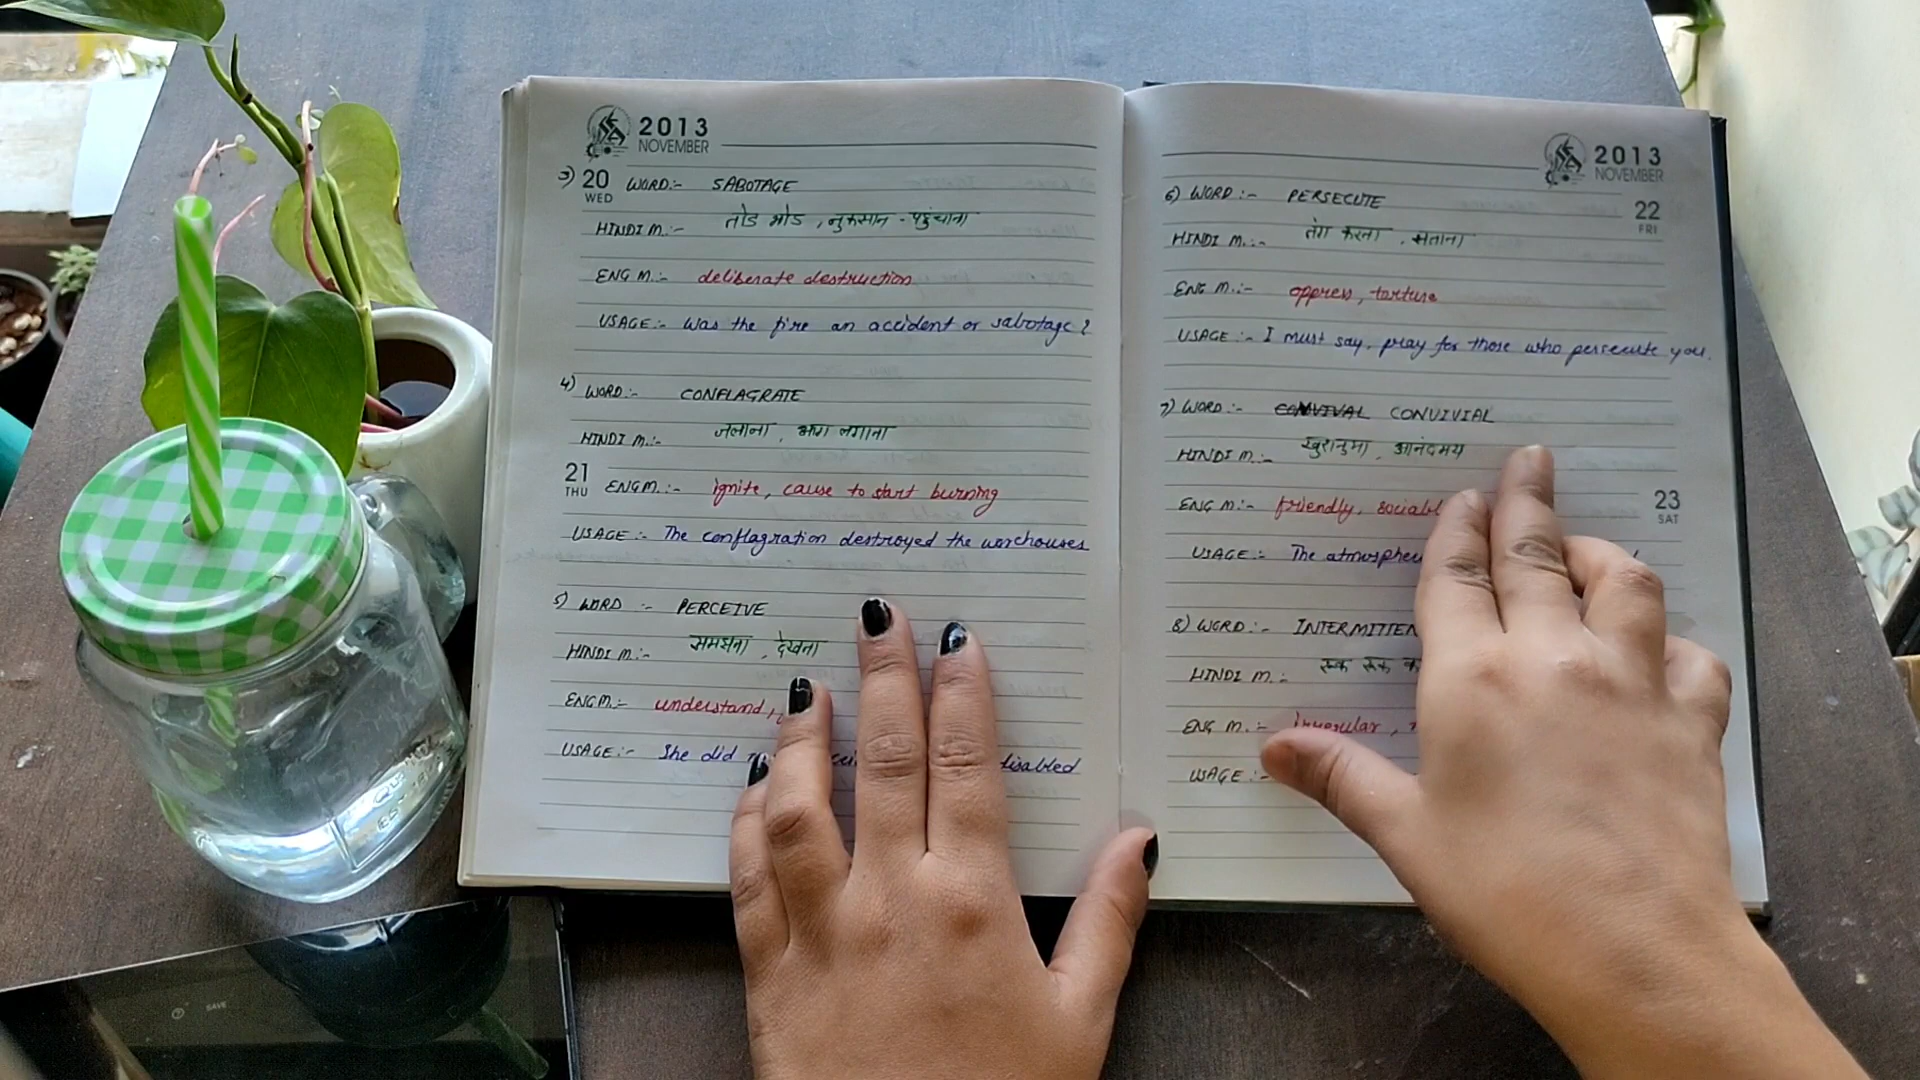 2013
NOVEMBER
3) 20 WED WORD:- SABOTAGE
HINDI M.:- तोड फोड , नुकसान - पहुंचाना
ENG M.:- deliberate destruction
USAGE:- Was the fire an accident or sabotage ?
4) WORD:- CONFLAGRATE
HINDI M.:- जलाना , आग लगाना
21 THU ENG M.:- ignite, cause to start burning
USAGE :- The conflagration destroyed the warehouses
5) WORD :- PERCEIVE
HINDI M:- समझना , देखना
ENG M:- understand,
USAGE:- She did disabled
2013
NOVEMBER
6) WORD :- PERSECUTE
22 FRI
HINDI M.:- तंग करना , सताना
ENG M.:- oppress, torture
USAGE :- I must say, pray for those who persecute you.
7) WORD:- CONVIVAL CONVIVIAL
HINDI M:- खुशनुमा , आनंदमय
ENG M:- friendly,
23 SAT
USAGE :- The
8) WORD:-
HINDI M.:- रूक रूक
ENG M.:- irregular ,
USAGE :-
SAVE